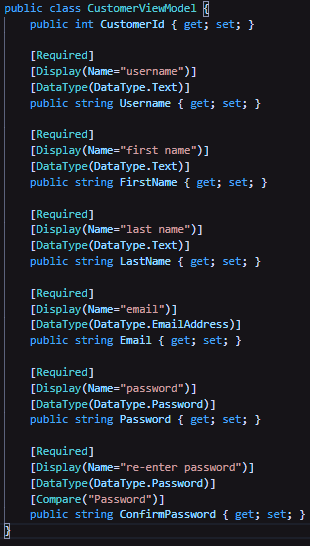 public class CustomerViewModel {
    public int CustomerId { get; set; }

    [Required]
    [Display(Name="username")]
    [DataType(DataType.Text)]
    public string Username { get; set; }

    [Required]
    [Display(Name="first name")]
    [DataType(DataType.Text)]
    public string FirstName { get; set; }

    [Required]
    [Display(Name="last name")]
    [DataType(DataType.Text)]
    public string LastName { get; set; }

    [Required]
    [Display(Name="email")]
    [DataType(DataType.EmailAddress)]
    public string Email { get; set; }

    [Required]
    [Display(Name="password")]
    [DataType(DataType.Password)]
    public string Password { get; set; }

    [Required]
    [Display(Name="re-enter password")]
    [DataType(DataType.Password)]
    [Compare("Password")]
    public string ConfirmPassword { get; set; }
}